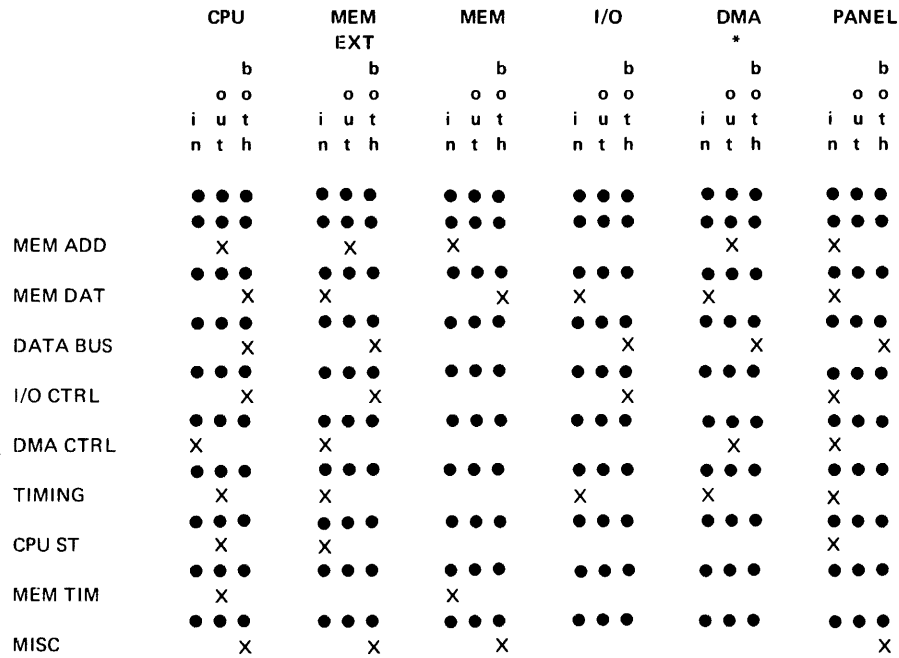 CPU MEM MEM I/O DMA PANEL
EXT *
b b b b b b
o o o o o o o o o o o o
i u t i u t i u t i u t i u t i u t
n t h n t h n t h n t h n t h n t h
● ● ● ● ● ● ● ● ● ● ● ● ● ● ● ● ● ●
● ● ● ● ● ● ● ● ● ● ● ● ● ● ● ● ● ●
MEM ADD X X X X X
● ● ● ● ● ● ● ● ● ● ● ● ● ● ● ● ● ●
MEM DAT X X X X X X
● ● ● ● ● ● ● ● ● ● ● ● ● ● ● ● ● ●
DATA BUS X X X X X
● ● ● ● ● ● ● ● ● ● ● ● ● ● ● ● ● ●
I/O CTRL X X X X
● ● ● ● ● ● ● ● ● ● ● ● ● ● ● ● ● ●
DMA CTRL X X X X
● ● ● ● ● ● ● ● ● ● ● ● ● ● ● ● ● ●
TIMING X X X X X
● ● ● ● ● ● ● ● ● ● ● ● ● ● ● ● ● ●
CPU ST X X X
● ● ● ● ● ● ● ● ● ● ● ● ● ● ● ● ● ●
MEM TIM X X
● ● ● ● ● ● ● ● ● ● ● ● ● ● ● ● ● ●
MISC X X X X